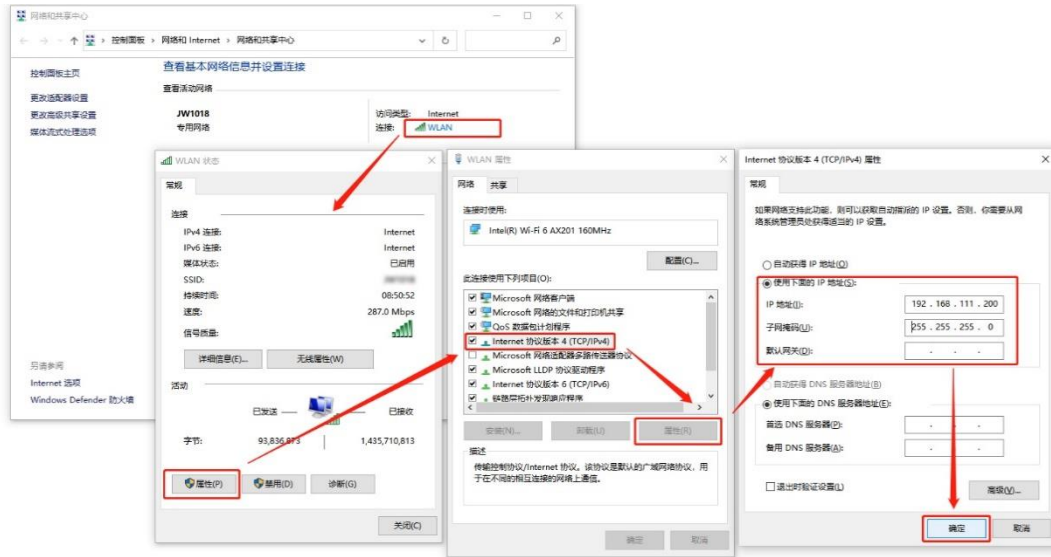 网络和共享中心
控制面板 › 网络和 Internet › 网络和共享中心
控制面板主页
更改适配器设置
更改高级共享设置
媒体流式处理选项
查看基本网络信息并设置连接
查看活动网络
JW1018
专用网络
访问类型: Internet
连接: WLAN
另请参阅
Internet 选项
Windows Defender 防火墙
WLAN 状态
常规
连接
IPv4 连接: Internet
IPv6 连接: Internet
媒体状态: 已启用
SSID:
持续时间: 08:50:52
速度: 287.0 Mbps
信号质量:
详细信息(E)...
无线属性(W)
活动
已发送
已接收
字节: 93,836,873 1,435,710,813
属性(P)
禁用(D)
诊断(G)
关闭(C)
WLAN 属性
网络 共享
连接时使用:
Intel(R) Wi-Fi 6 AX201 160MHz
配置(C)...
此连接使用下列项目(O):
Microsoft 网络客户端
Microsoft 网络的文件和打印机共享
QoS 数据包计划程序
Internet 协议版本 4 (TCP/IPv4)
Microsoft 网络适配器多路传送器协议
Microsoft LLDP 协议驱动程序
Internet 协议版本 6 (TCP/IPv6)
链路层拓扑发现响应程序
安装(N)...
卸载(U)
属性(R)
描述
传输控制协议/Internet 协议。该协议是默认的广域网络协议，用
于在不同的相互连接的网络上通信。
确定
取消
Internet 协议版本 4 (TCP/IPv4) 属性
常规
如果网络支持此功能，则可以获取自动指派的 IP 设置。否则，你需要从网
络系统管理员处获得适当的 IP 设置。
自动获得 IP 地址(O)
使用下面的 IP 地址(S):
IP 地址(I): 192 . 168 . 111 . 200
子网掩码(U): 255 . 255 . 255 . 0
默认网关(D): . . .
自动获得 DNS 服务器地址(B)
使用下面的 DNS 服务器地址(E):
首选 DNS 服务器(P): . . .
备用 DNS 服务器(A): . . .
退出时验证设置(L)
高级(V)...
确定
取消